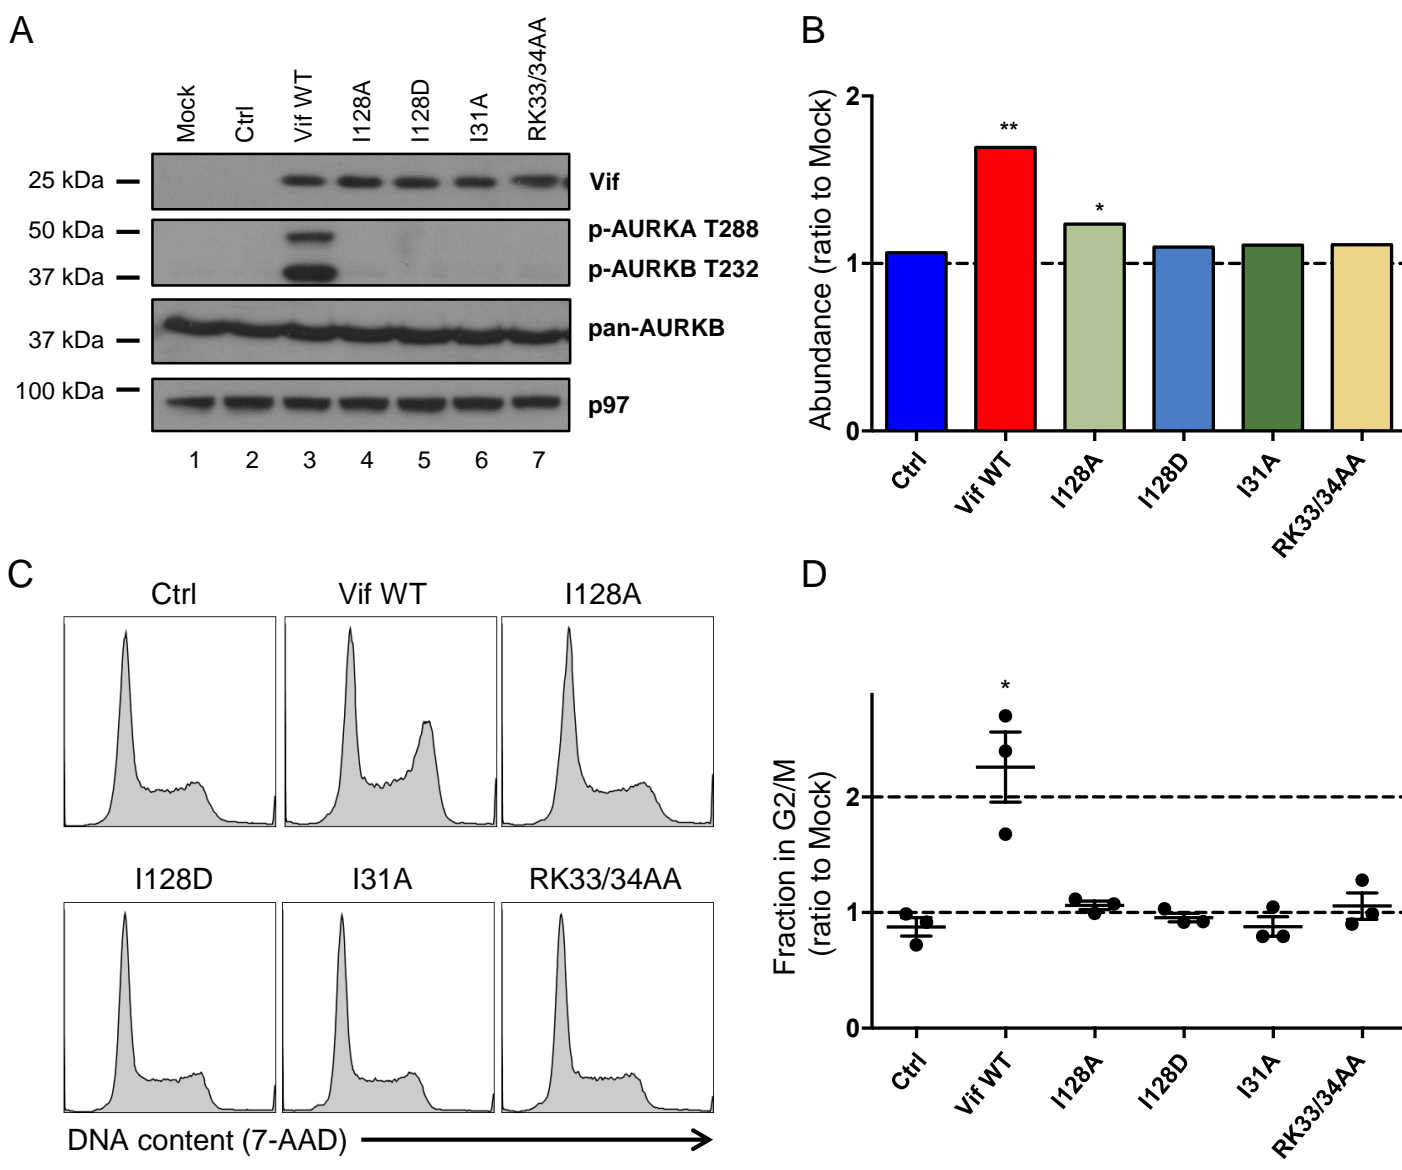 A
Mock
Ctrl
Vif WT
I128A
I128D
I31A
RK33/34AA
25 kDa
Vif
50 kDa
p-AURKA T288
37 kDa
p-AURKB T232
37 kDa
pan-AURKB
100 kDa
p97
1 2 3 4 5 6 7
B
Abundance (ratio to Mock)
2
1
0
**
*
Ctrl
Vif WT
I128A
I128D
I31A
RK33/34AA
C
Ctrl
Vif WT
I128A
I128D
I31A
RK33/34AA
DNA content (7-AAD)
D
Fraction in G2/M
(ratio to Mock)
2
1
0
*
Ctrl
Vif WT
I128A
I128D
I31A
RK33/34AA